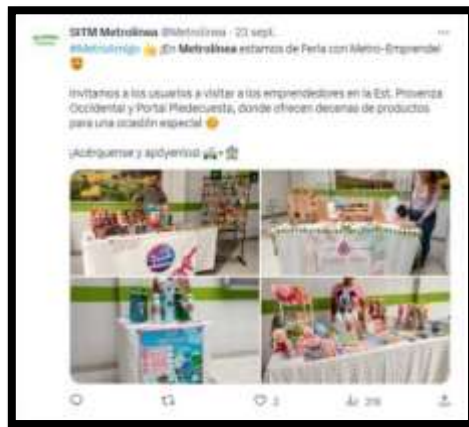 SITM Metrolínea @Metrolinea · 23 sept.
#MetroAmigo 👍 ¡En Metrolínea estamos de Feria con Metro-Emprende!
Invitamos a los usuarios a visitar a los emprendedores en la Est. Provenza
Occidental y Portal Piedecuesta, donde ofrecen decenas de productos
para una ocasión especial 😊
¡Acérquense y apóyenlos!
2